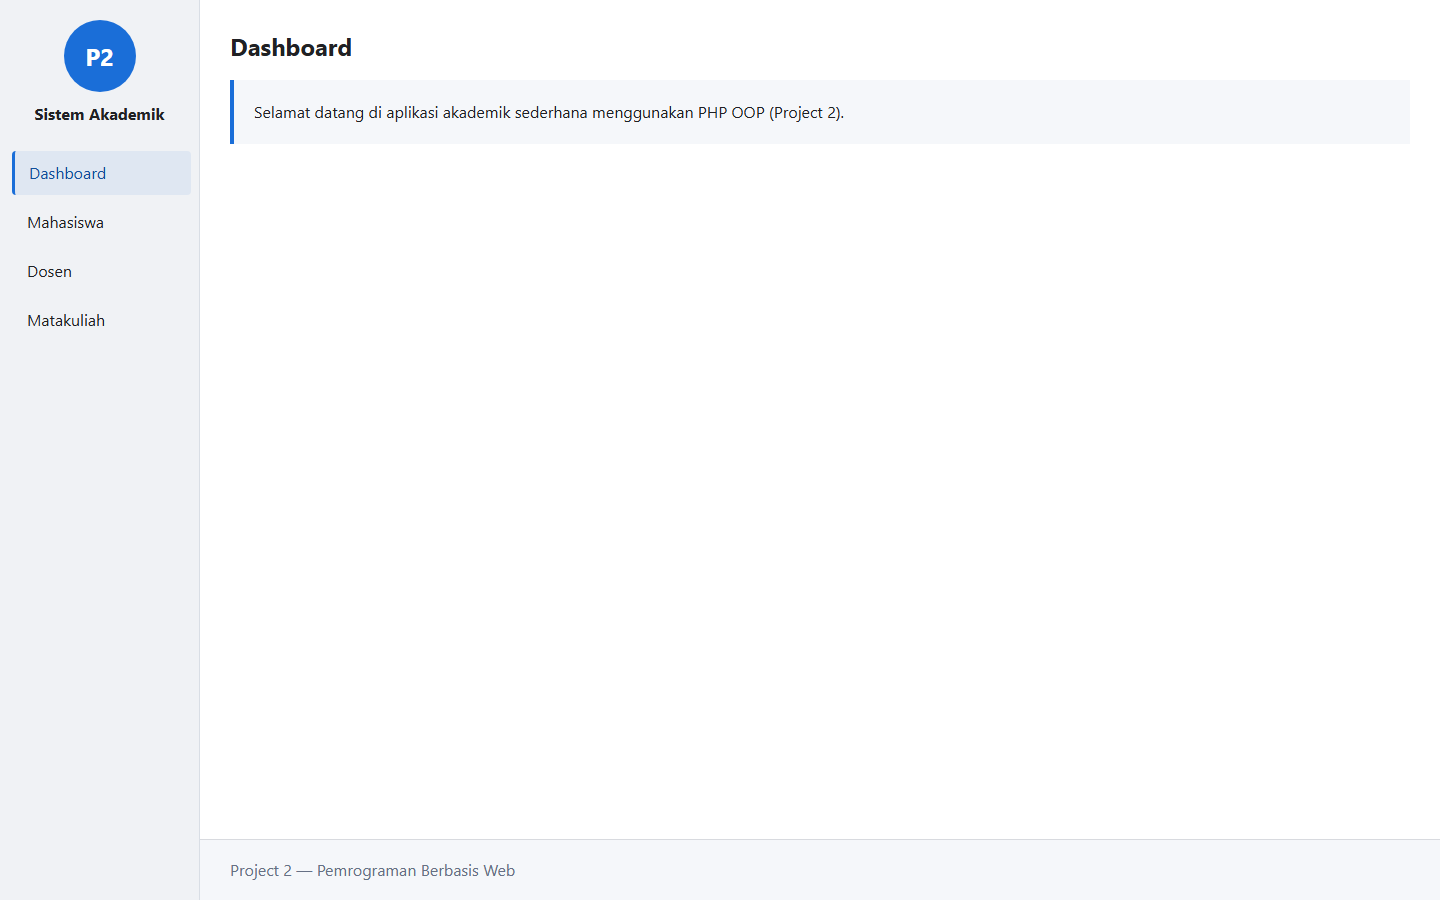 P2
Sistem Akademik
Dashboard
Mahasiswa
Dosen
Matakuliah
Dashboard
Selamat datang di aplikasi akademik sederhana menggunakan PHP OOP (Project 2).
Project 2 — Pemrograman Berbasis Web